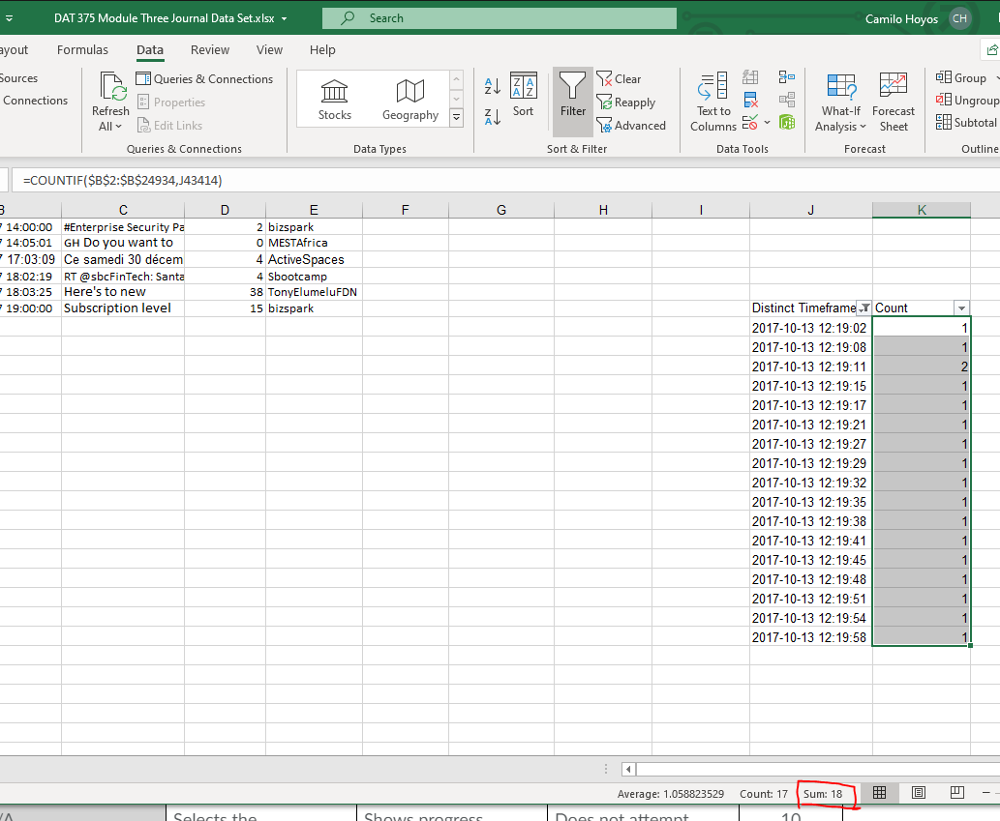 DAT 375 Module Three Journal Data Set.xlsx
Search
Camilo Hoyos CH
ayout Formulas Data Review View Help
Sources
Connections
Refresh
All
Queries & Connections
Properties
Edit Links
Queries & Connections
Stocks Geography
Data Types
Sort
Filter
Clear
Reapply
Advanced
Sort & Filter
Text to
Columns
Data Tools
What-If
Analysis
Forecast
Sheet
Forecast
Group
Ungroup
Subtotal
Outline
=COUNTIF($B$2:$B$24934,J43414)
B C D E F G H I J K
7 14:00:00 #Enterprise Security Pa 2 bizspark
7 14:05:01 GH Do you want to 0 MESTAfrica
7 17:03:09 Ce samedi 30 décem 4 ActiveSpaces
7 18:02:19 RT @sbcFinTech: Santa 4 Sbootcamp
7 18:03:25 Here's to new 38 TonyElumeluFDN
7 19:00:00 Subscription level 15 bizspark
Distinct Timeframe Count
2017-10-13 12:19:02 1
2017-10-13 12:19:08 1
2017-10-13 12:19:11 2
2017-10-13 12:19:15 1
2017-10-13 12:19:17 1
2017-10-13 12:19:21 1
2017-10-13 12:19:27 1
2017-10-13 12:19:29 1
2017-10-13 12:19:32 1
2017-10-13 12:19:35 1
2017-10-13 12:19:38 1
2017-10-13 12:19:41 1
2017-10-13 12:19:45 1
2017-10-13 12:19:48 1
2017-10-13 12:19:51 1
2017-10-13 12:19:54 1
2017-10-13 12:19:58 1
Average: 1.058823529 Count: 17 Sum: 18
/A Selects the Shows progress Does not attempt 10